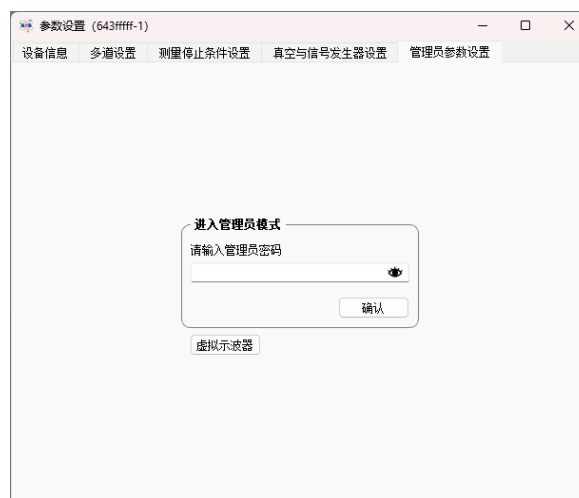 参数设置 (643fffff-1)
设备信息 多道设置 测量停止条件设置 真空与信号发生器设置 管理员参数设置
进入管理员模式
请输入管理员密码
确认
虚拟示波器